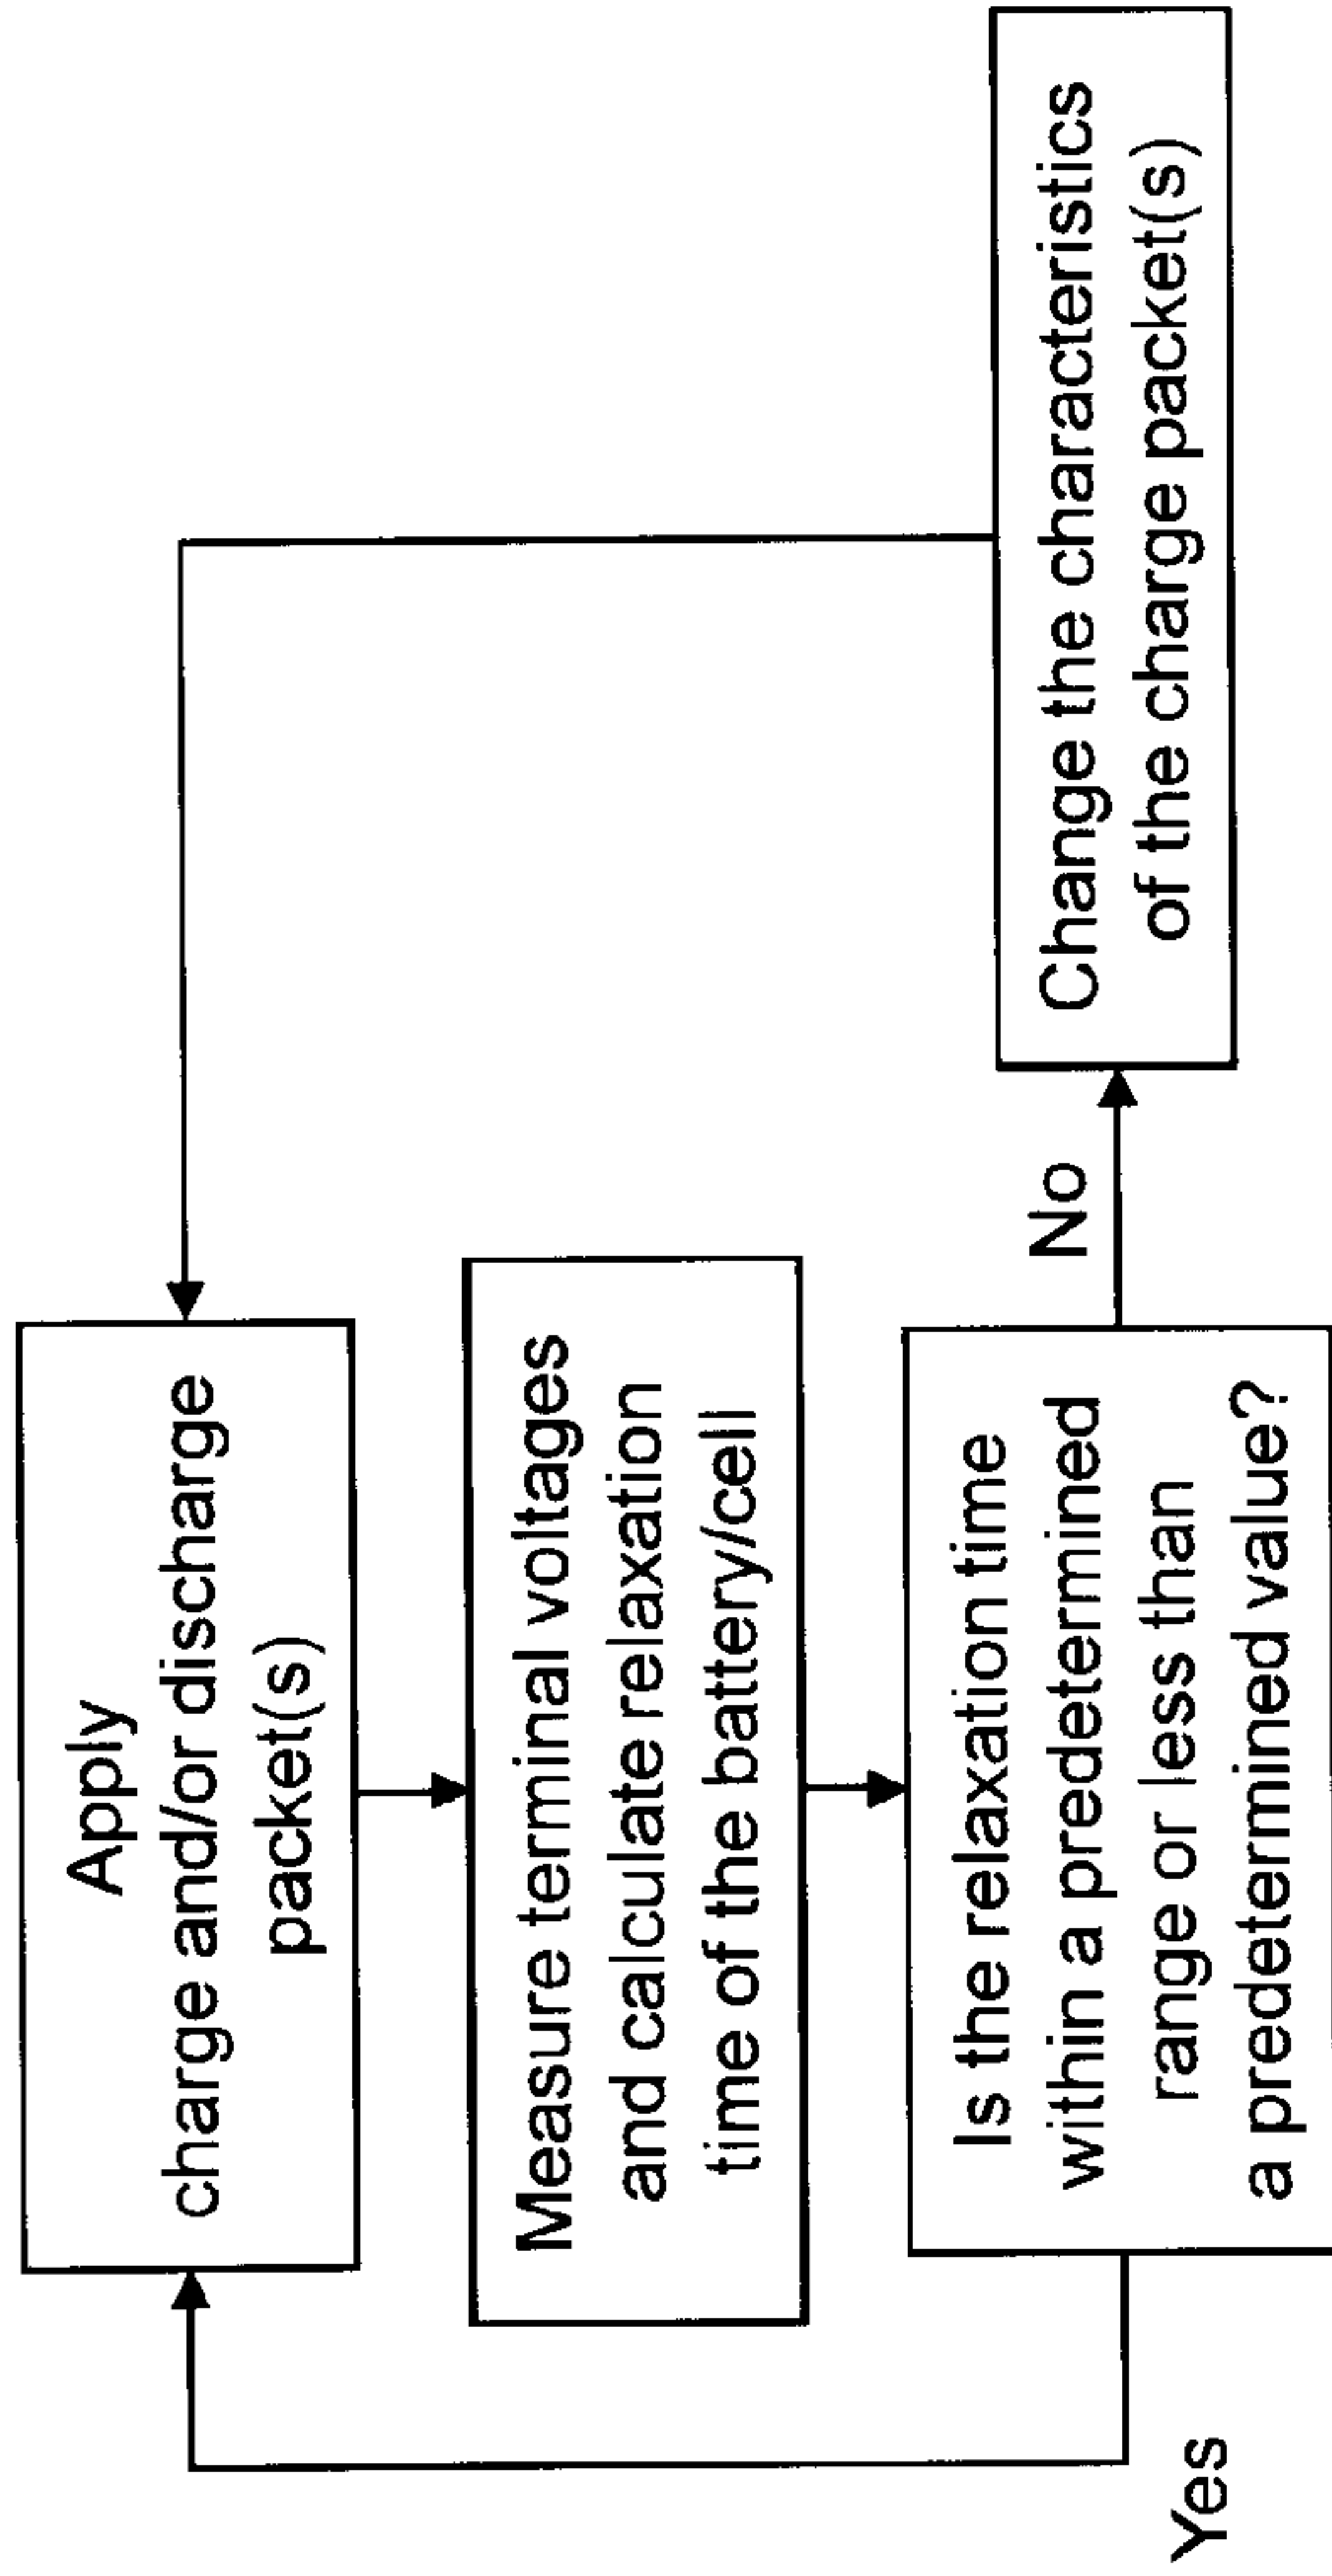 Apply
charge and/or discharge
packet(s)
Measure terminal voltages
and calculate relaxation
time of the battery/cell
Is the relaxation time
within a predetermined
range or less than
a predetermined value?
Yes
No
Change the characteristics
of the charge packet(s)